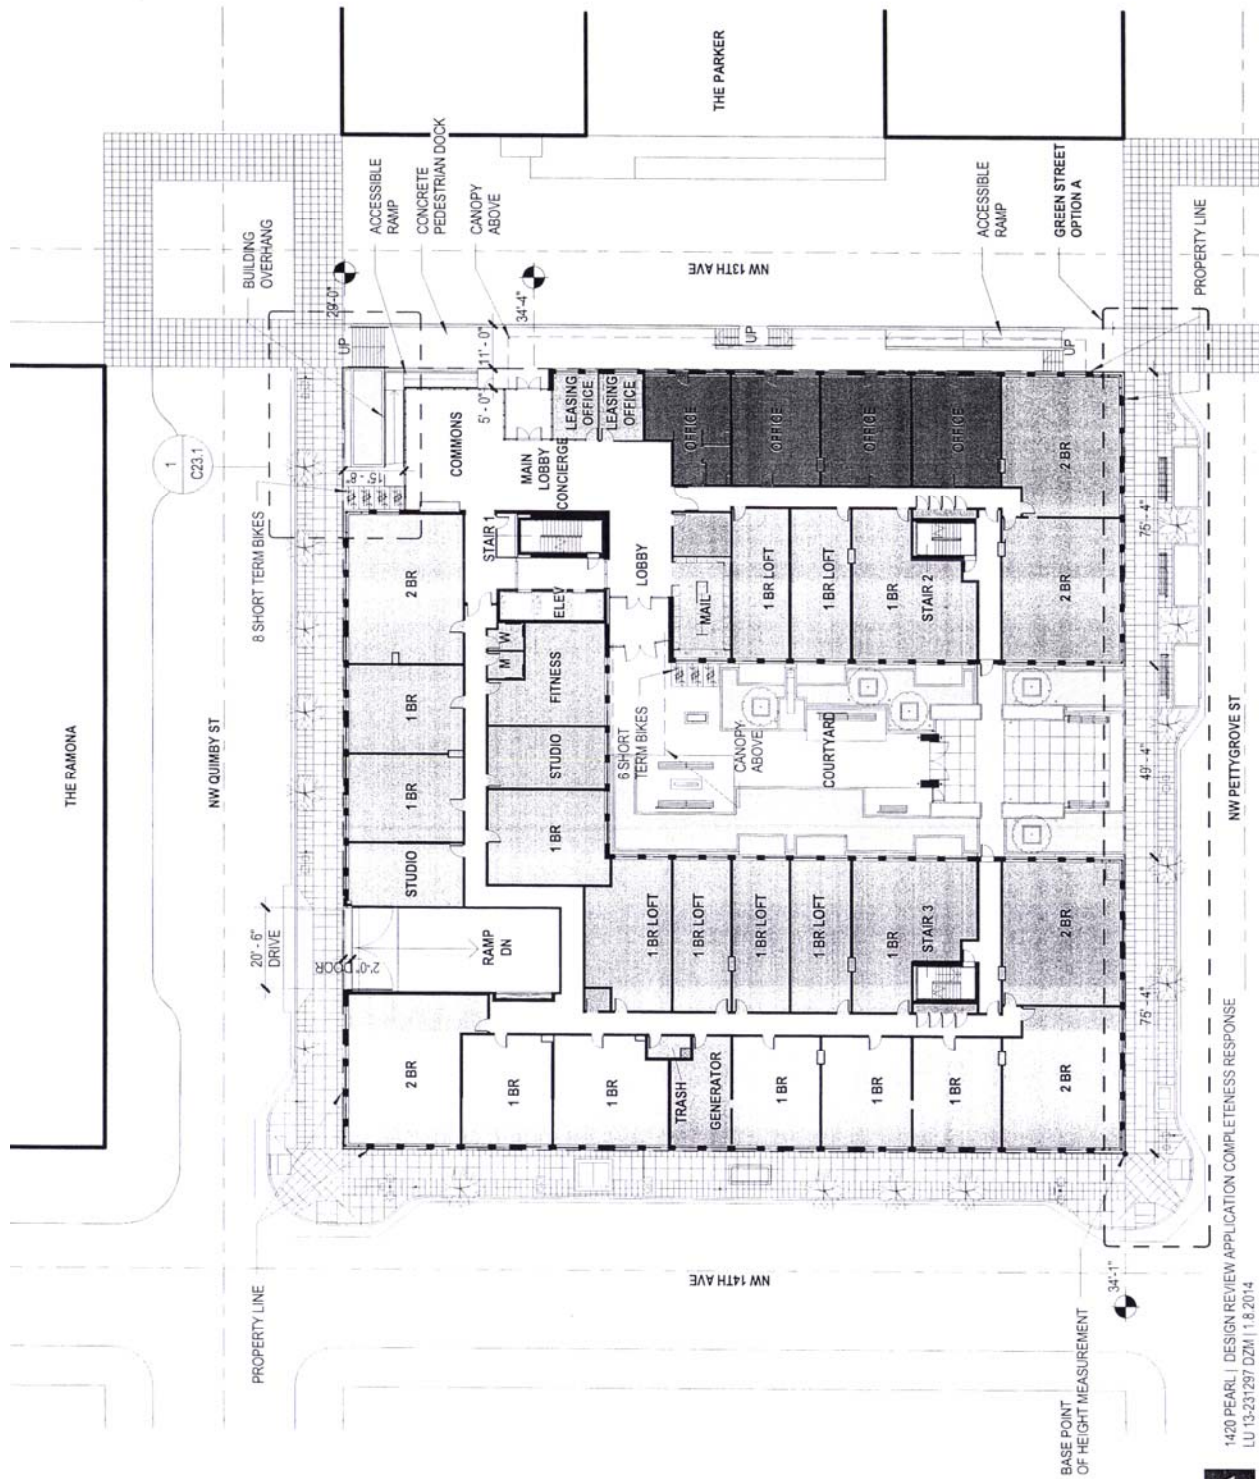 THE RAMONA
NW QUIMBY ST
1
C23.1
BUILDING
OVERHANG
8 SHORT TERM BIKES
20' - 6"
DRIVE
2'-0" DOOR
PROPERTY LINE
ACCESSIBLE
RAMP
CONCRETE
PEDESTRIAN DOCK
CANOPY
ABOVE
THE PARKER
29'-0"
UP
15' - 8"
COMMONS
5' - 0"
11' - 0"
34'-4"
NW 13TH AVE
UP
ACCESSIBLE
RAMP
UP
GREEN STREET
OPTION A
PROPERTY LINE
MAIN
LOBBY
CONCIERGE
LEASING
OFFICE
LEASING
OFFICE
OFFICE
OFFICE
OFFICE
OFFICE
2 BR
2 BR
STAIR 1
ELEV
LOBBY
MAIL
1 BR LOFT
1 BR LOFT
1 BR
STAIR 2
2 BR
1 BR
1 BR
STUDIO
M
W
FITNESS
STUDIO
1 BR
6 SHORT
TERM BIKES
CANOPY
ABOVE
COURTYARD
RAMP
DN
1 BR LOFT
1 BR LOFT
1 BR LOFT
1 BR LOFT
1 BR
STAIR 3
2 BR
2 BR
1 BR
1 BR
TRASH
GENERATOR
1 BR
1 BR
1 BR
2 BR
75' - 4"
49' - 4"
75' - 4"
NW PETTYGROVE ST
NW 14TH AVE
34'-1"
BASE POINT
OF HEIGHT MEASUREMENT
1420 PEARL | DESIGN REVIEW APPLICATION COMPLETENESS RESPONSE
LU 13-231297 DZM | 1.8.2014